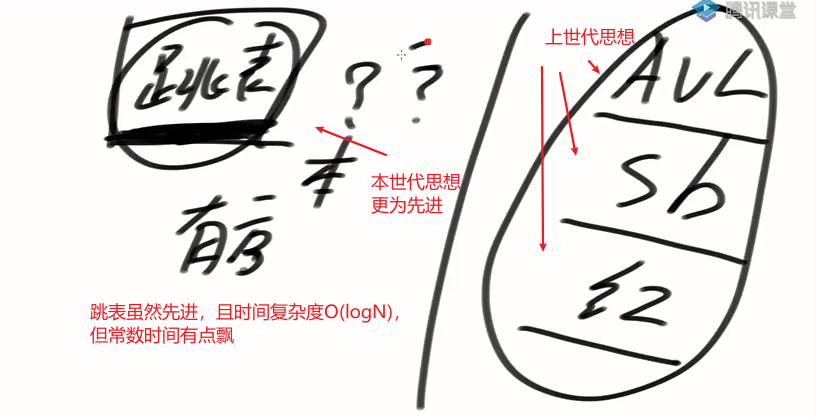 腾讯课堂
跳表
? ?
本
本世代思想
更为先进
跳表虽然先进，且时间复杂度O(logN)，
但常数时间有点飘
上世代思想
AVL
Sb
红